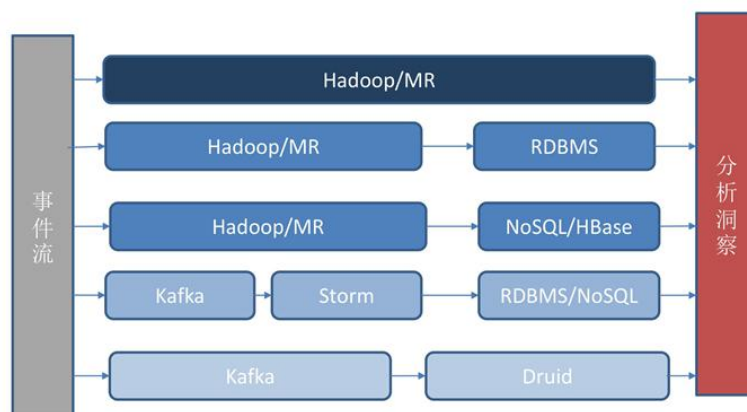 事件流
Hadoop/MR
Hadoop/MR
RDBMS
Hadoop/MR
NoSQL/HBase
Kafka
Storm
RDBMS/NoSQL
Kafka
Druid
分析洞察